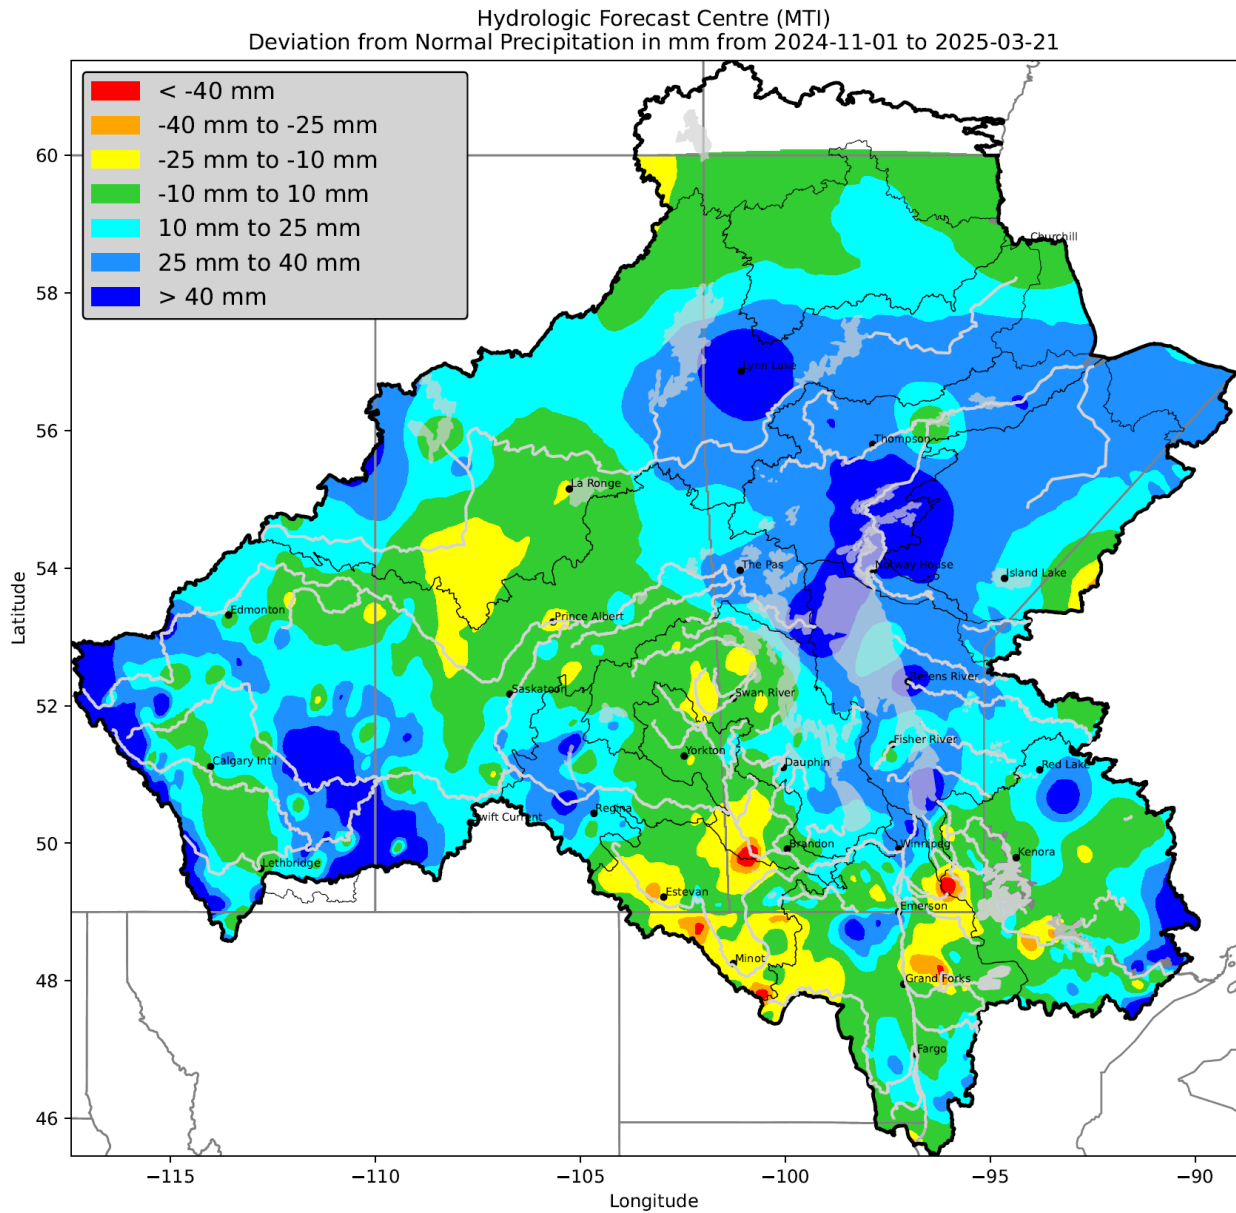 Hydrologic Forecast Centre (MTI)
Deviation from Normal Precipitation in mm from 2024-11-01 to 2025-03-21
< -40 mm
-40 mm to -25 mm
-25 mm to -10 mm
-10 mm to 10 mm
10 mm to 25 mm
25 mm to 40 mm
> 40 mm
60
58
56
54
52
50
48
46
Latitude
Churchill
Lynn Lake
Thompson
La Ronge
The Pas
Norway House
Island Lake
Edmonton
Prince Albert
Saskatoon
Swan River
Berens River
Fisher River
Yorkton
Dauphin
Calgary Int'l
Red Lake
Regina
Swift Current
Brandon
Winnipeg
Kenora
Lethbridge
Estevan
Emerson
Minot
Grand Forks
Fargo
−115
−110
−105
−100
−95
−90
Longitude